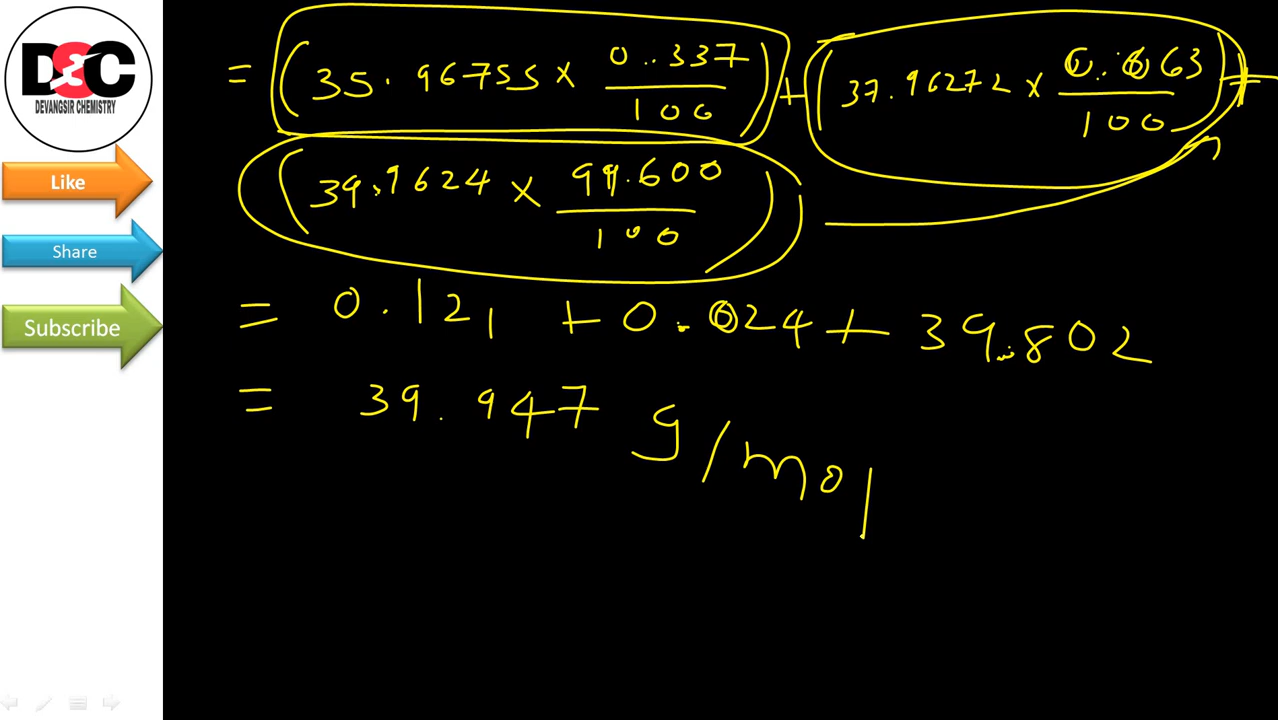 DSC
DEVANGSIR CHEMISTRY
Like
Share
Subscribe
= (35.96755 × 0.337/100) + (37.96272 × 0.063/100) +
(39.9624 × 99.600/100)
= 0.121 + 0.024 + 39.802
= 39.947 g/mol